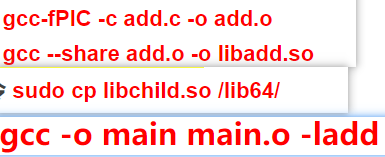 gcc-fPIC -c add.c -o add.o
gcc --share add.o -o libadd.so
sudo cp libchild.so /lib64/
gcc -o main main.o -ladd